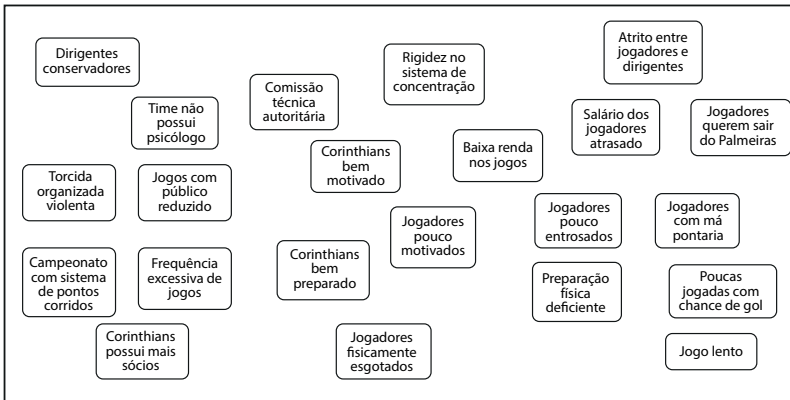 Dirigentes
conservadores
Time não
possui
psicólogo
Comissão
técnica
autoritária
Rigidez no
sistema de
concentração
Atrito entre
jogadores e
dirigentes
Salário dos
jogadores
atrasado
Jogadores
querem sair
do Palmeiras
Torcida
organizada
violenta
Jogos com
público
reduzido
Corinthians
bem
motivado
Baixa renda
nos jogos
Jogadores
pouco
motivados
Jogadores
pouco
entrosados
Jogadores
com má
pontaria
Campeonato
com sistema
de pontos
corridos
Frequência
excessiva de
jogos
Corinthians
bem
preparado
Preparação
física
deficiente
Poucas
jogadas com
chance de gol
Corinthians
possui mais
sócios
Jogadores
fisicamente
esgotados
Jogo lento